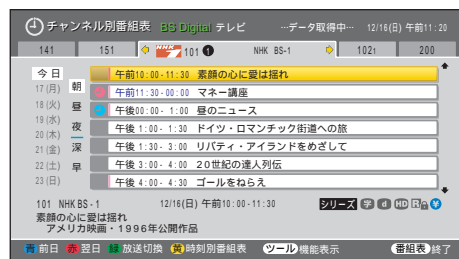 チャンネル別番組表 BS Digital テレビ …データ取得中… 12/16(日) 午前11:20
141 151 NHK 101 1 NHK BS-1 102 200
今日 朝 午前10:00-11:30 素顔の心に愛は揺れ
17(月) 午前11:30-00:00 マネー講座
18(火) 昼 午後00:00- 1:00 昼のニュース
19(水) 夜 午後 1:00- 1:30 ドイツ・ロマンチック街道への旅
20(木)
21(金) 深 午後 3:00- 3:30 リバティ・アイランドをめざして
22(土) 早 午後 3:00- 4:00 20世紀の達人列伝
23(日) 午後 4:00- 4:30 ゴールをねらえ
101 NHK BS-1 12/16(日) 午前10:00-11:30 シリーズ 字 d HD R ¥
素顔の心に愛は揺れ
アメリカ映画・1996年公開作品
青 前日 赤 翌日 緑 放送切換 黄 時刻別番組表 ツール 機能表示 番組表 終了